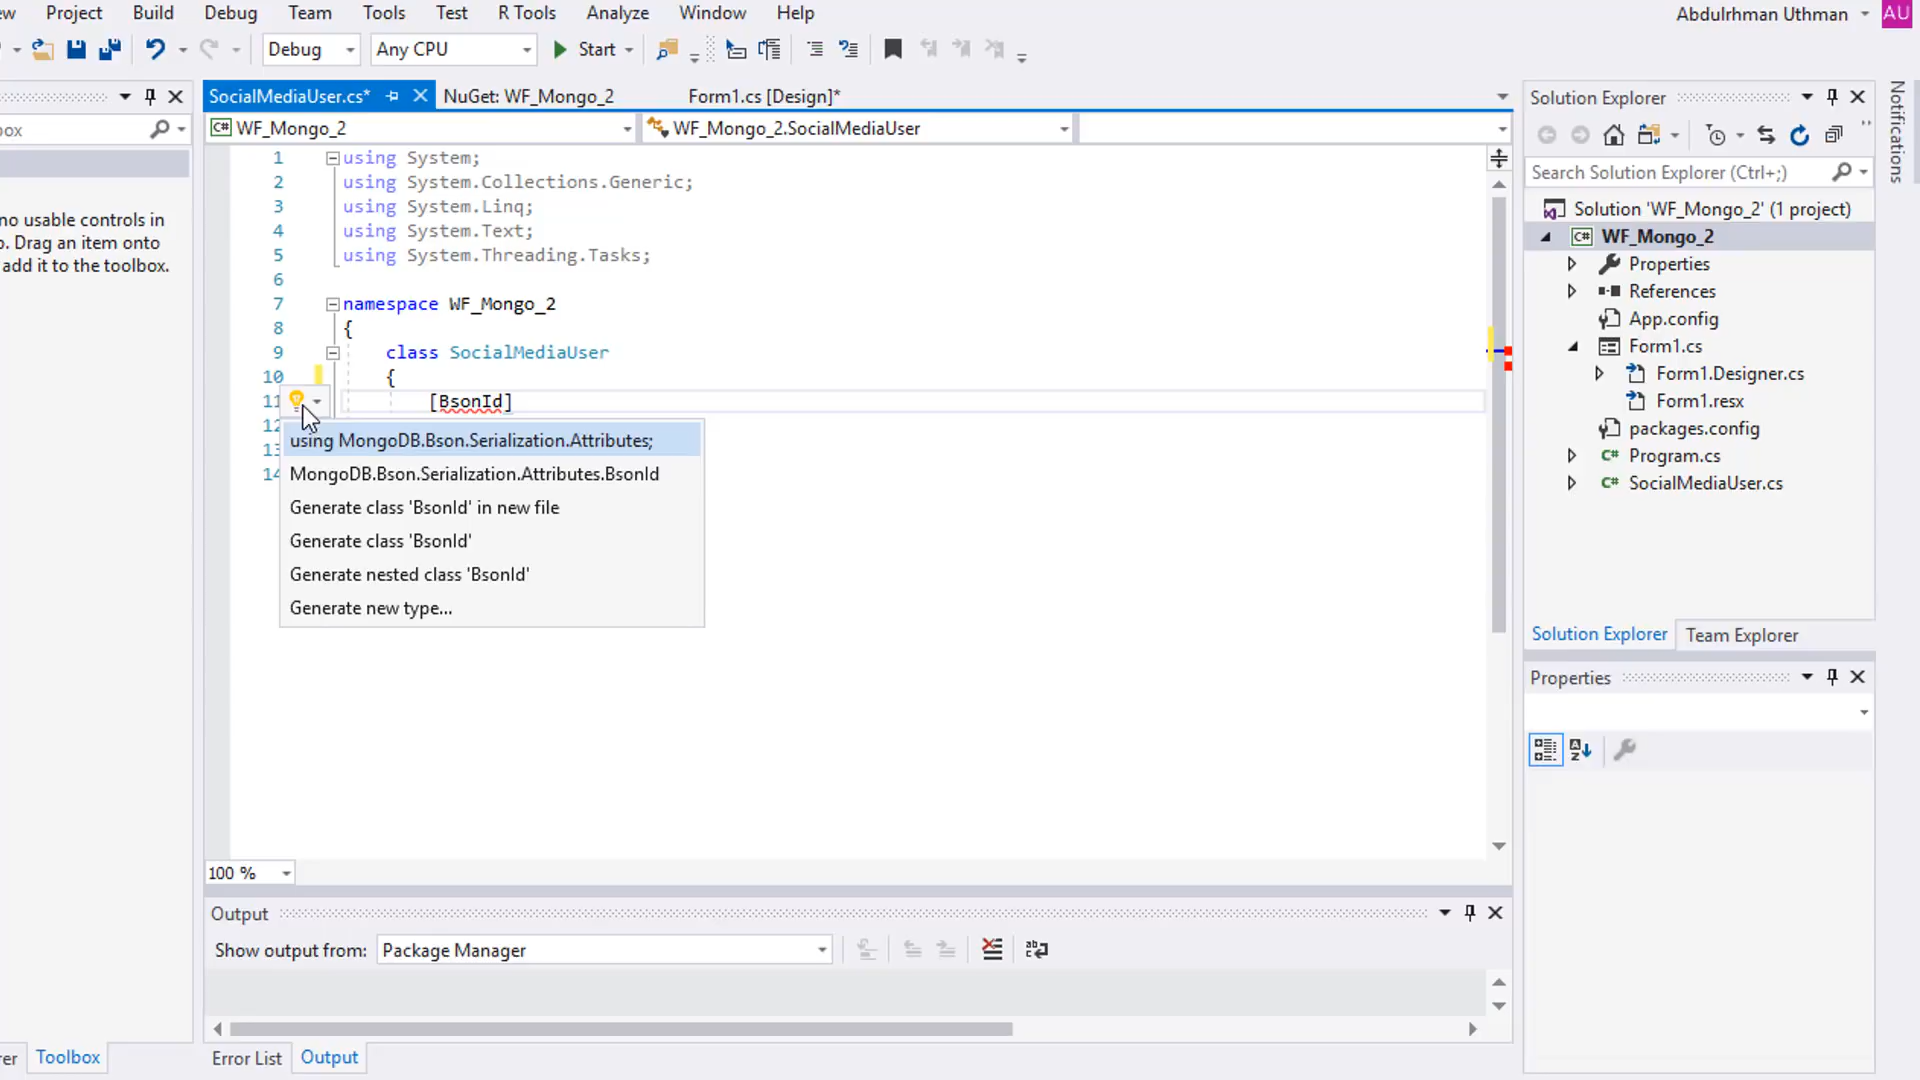 ew Project Build Debug Team Tools Test R Tools Analyze Window Help Abdulrhman Uthman AU
Debug Any CPU Start
SocialMediaUser.cs* NuGet: WF_Mongo_2 Form1.cs [Design]* Solution Explorer
box C# WF_Mongo_2 WF_Mongo_2.SocialMediaUser
Notifications
Search Solution Explorer (Ctrl+;)
no usable controls in
o. Drag an item onto
add it to the toolbox.
1 using System;
2 using System.Collections.Generic;
3 using System.Linq;
4 using System.Text;
5 using System.Threading.Tasks;
6
7 namespace WF_Mongo_2
8 {
9 class SocialMediaUser
10 {
11 [BsonId]
12
13
14
using MongoDB.Bson.Serialization.Attributes;
MongoDB.Bson.Serialization.Attributes.BsonId
Generate class 'BsonId' in new file
Generate class 'BsonId'
Generate nested class 'BsonId'
Generate new type...
Solution 'WF_Mongo_2' (1 project)
C# WF_Mongo_2
Properties
References
App.config
Form1.cs
Form1.Designer.cs
Form1.resx
packages.config
C# Program.cs
C# SocialMediaUser.cs
Solution Explorer Team Explorer
Properties
100 %
Output
Show output from: Package Manager
er Toolbox Error List Output